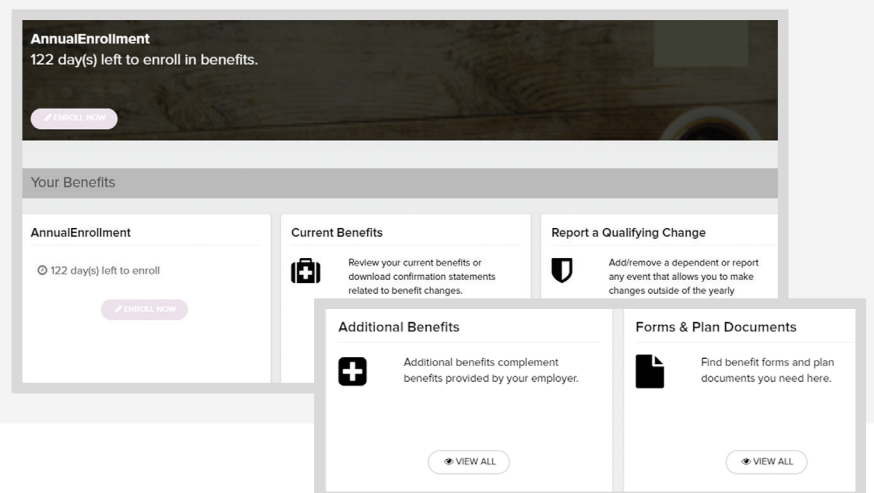 AnnualEnrollment
122 day(s) left to enroll in benefits.
ENROLL NOW
Your Benefits
AnnualEnrollment
122 day(s) left to enroll
ENROLL NOW
Current Benefits
Review your current benefits or
download confirmation statements
related to benefit changes.
Report a Qualifying Change
Add/remove a dependent or report
any event that allows you to make
changes outside of the yearly
Additional Benefits
Additional benefits complement
benefits provided by your employer.
VIEW ALL
Forms & Plan Documents
Find benefit forms and plan
documents you need here.
VIEW ALL